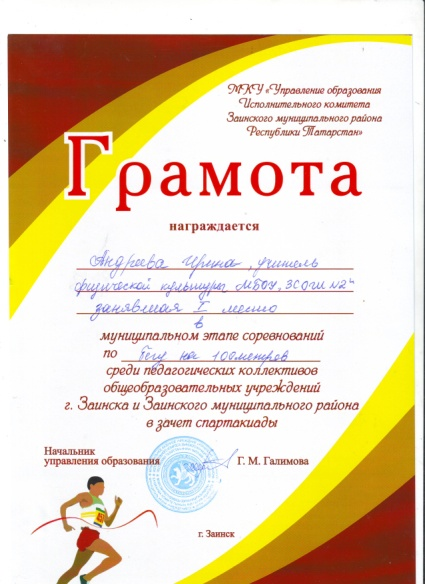 МКУ «Управление образования
Исполнительного комитета
Заинского муниципального района
Республики Татарстан»
Грамота
награждается
Андреева Ирина, учитель
физической культуры МБОУ „ЗСОШ №2“
занявшая I место
в
муниципальном этапе соревнований
по бегу на 100 метров
среди педагогических коллективов
общеобразовательных учреждений
г. Заинска и Заинского муниципального района
в зачет спартакиады
Начальник
управления образования Г. М. Галимова
г. Заинск